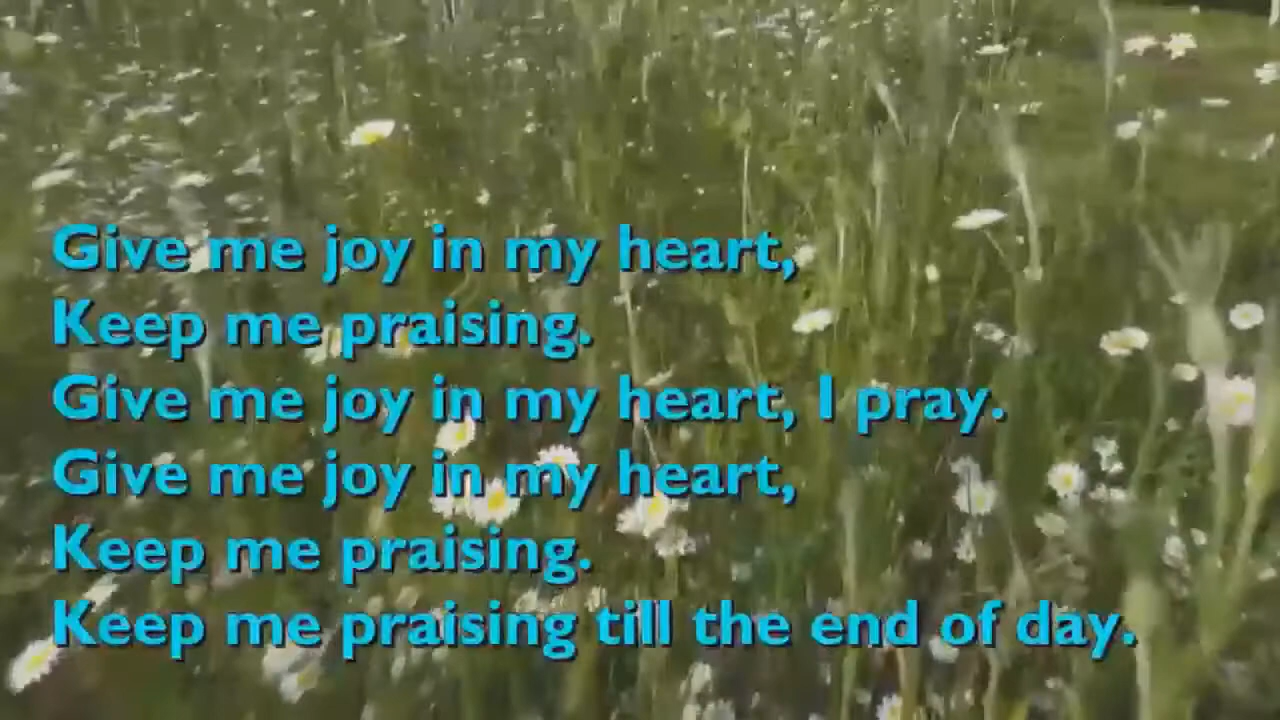 Give me joy in my heart,
Keep me praising.
Give me joy in my heart, I pray.
Give me joy in my heart,
Keep me praising.
Keep me praising till the end of day.